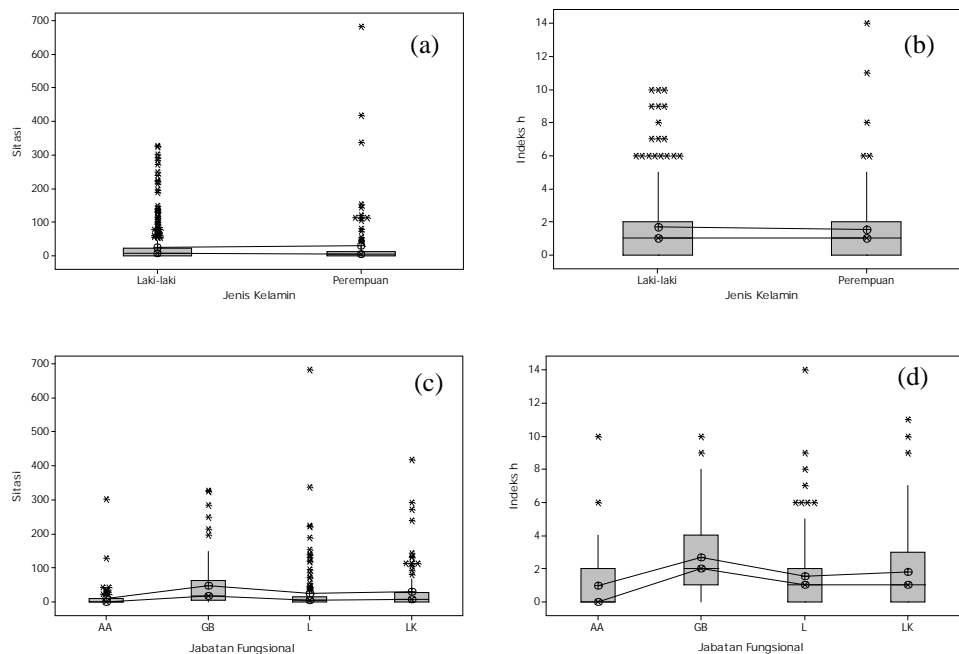 (a)
Sitasi
700
600
500
400
300
200
100
0
Laki-laki
Perempuan
Jenis Kelamin
(b)
Indeks h
14
12
10
8
6
4
2
0
Laki-laki
Perempuan
Jenis Kelamin
(c)
Sitasi
700
600
500
400
300
200
100
0
AA
GB
L
LK
Jabatan Fungsional
(d)
Indeks h
14
12
10
8
6
4
2
0
AA
GB
L
LK
Jabatan Fungsional